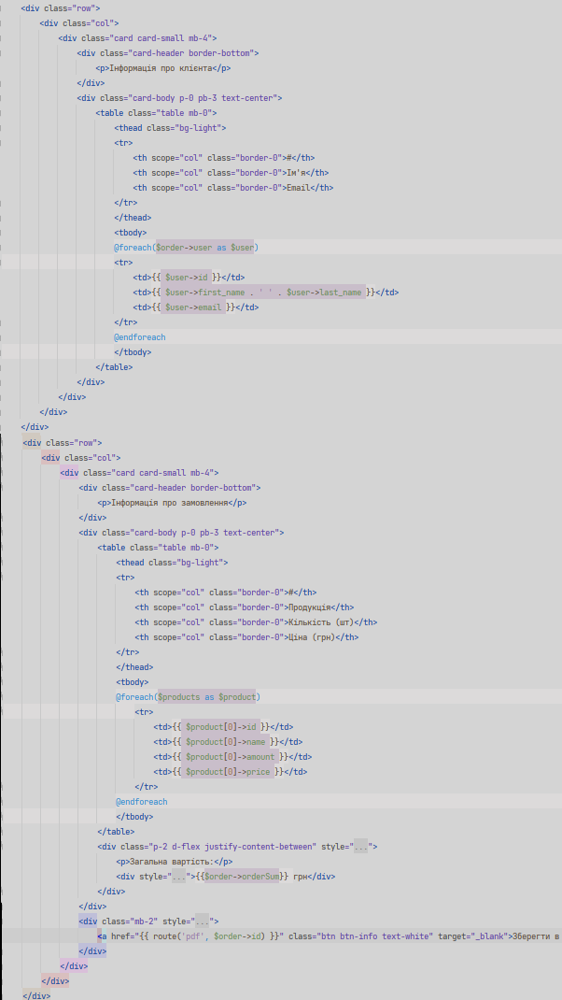 <div class="row">
<div class="col">
<div class="card card-small mb-4">
<div class="card-header border-bottom">
<p>Інформація про клієнта</p>
</div>
<div class="card-body p-0 pb-3 text-center">
<table class="table mb-0">
<thead class="bg-light">
<tr>
<th scope="col" class="border-0">#</th>
<th scope="col" class="border-0">Ім'я</th>
<th scope="col" class="border-0">Email</th>
</tr>
</thead>
<tbody>
@foreach($order->user as $user)
<tr>
<td>{{ $user->id }}</td>
<td>{{ $user->first_name . ' ' . $user->last_name }}</td>
<td>{{ $user->email }}</td>
</tr>
@endforeach
</tbody>
</table>
</div>
</div>
</div>
</div>
<div class="row">
<div class="col">
<div class="card card-small mb-4">
<div class="card-header border-bottom">
<p>Інформація про замовлення</p>
</div>
<div class="card-body p-0 pb-3 text-center">
<table class="table mb-0">
<thead class="bg-light">
<tr>
<th scope="col" class="border-0">#</th>
<th scope="col" class="border-0">Продукція</th>
<th scope="col" class="border-0">Кількість (шт)</th>
<th scope="col" class="border-0">Ціна (грн)</th>
</tr>
</thead>
<tbody>
@foreach($products as $product)
<tr>
<td>{{ $product[0]->id }}</td>
<td>{{ $product[0]->name }}</td>
<td>{{ $product[0]->amount }}</td>
<td>{{ $product[0]->price }}</td>
</tr>
@endforeach
</tbody>
</table>
<div class="p-2 d-flex justify-content-between" style="...">
<p>Загальна вартість:</p>
<div style="...">{{$order->orderSum}} грн</div>
</div>
</div>
<div class="mb-2" style="...">
<a href="{{ route('pdf', $order->id) }}" class="btn btn-info text-white" target="_blank">Зберегти в
</div>
</div>
</div>
</div>